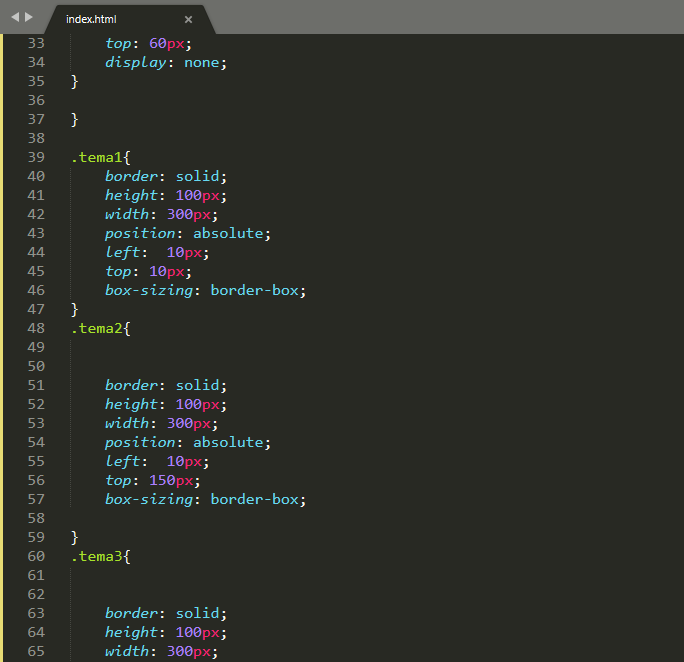 index.html ×
33 top: 60px;
34 display: none;
35 }
36
37 }
38
39 .tema1{
40 border: solid;
41 height: 100px;
42 width: 300px;
43 position: absolute;
44 left:  10px;
45 top: 10px;
46 box-sizing: border-box;
47 }
48 .tema2{
49
50
51 border: solid;
52 height: 100px;
53 width: 300px;
54 position: absolute;
55 left:  10px;
56 top: 150px;
57 box-sizing: border-box;
58
59 }
60 .tema3{
61
62
63 border: solid;
64 height: 100px;
65 width: 300px;